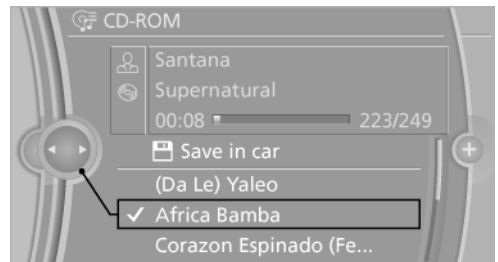 CD-ROM
Santana
Supernatural
00:08 223/249
Save in car
(Da Le) Yaleo
Africa Bamba
Corazon Espinado (Fe...